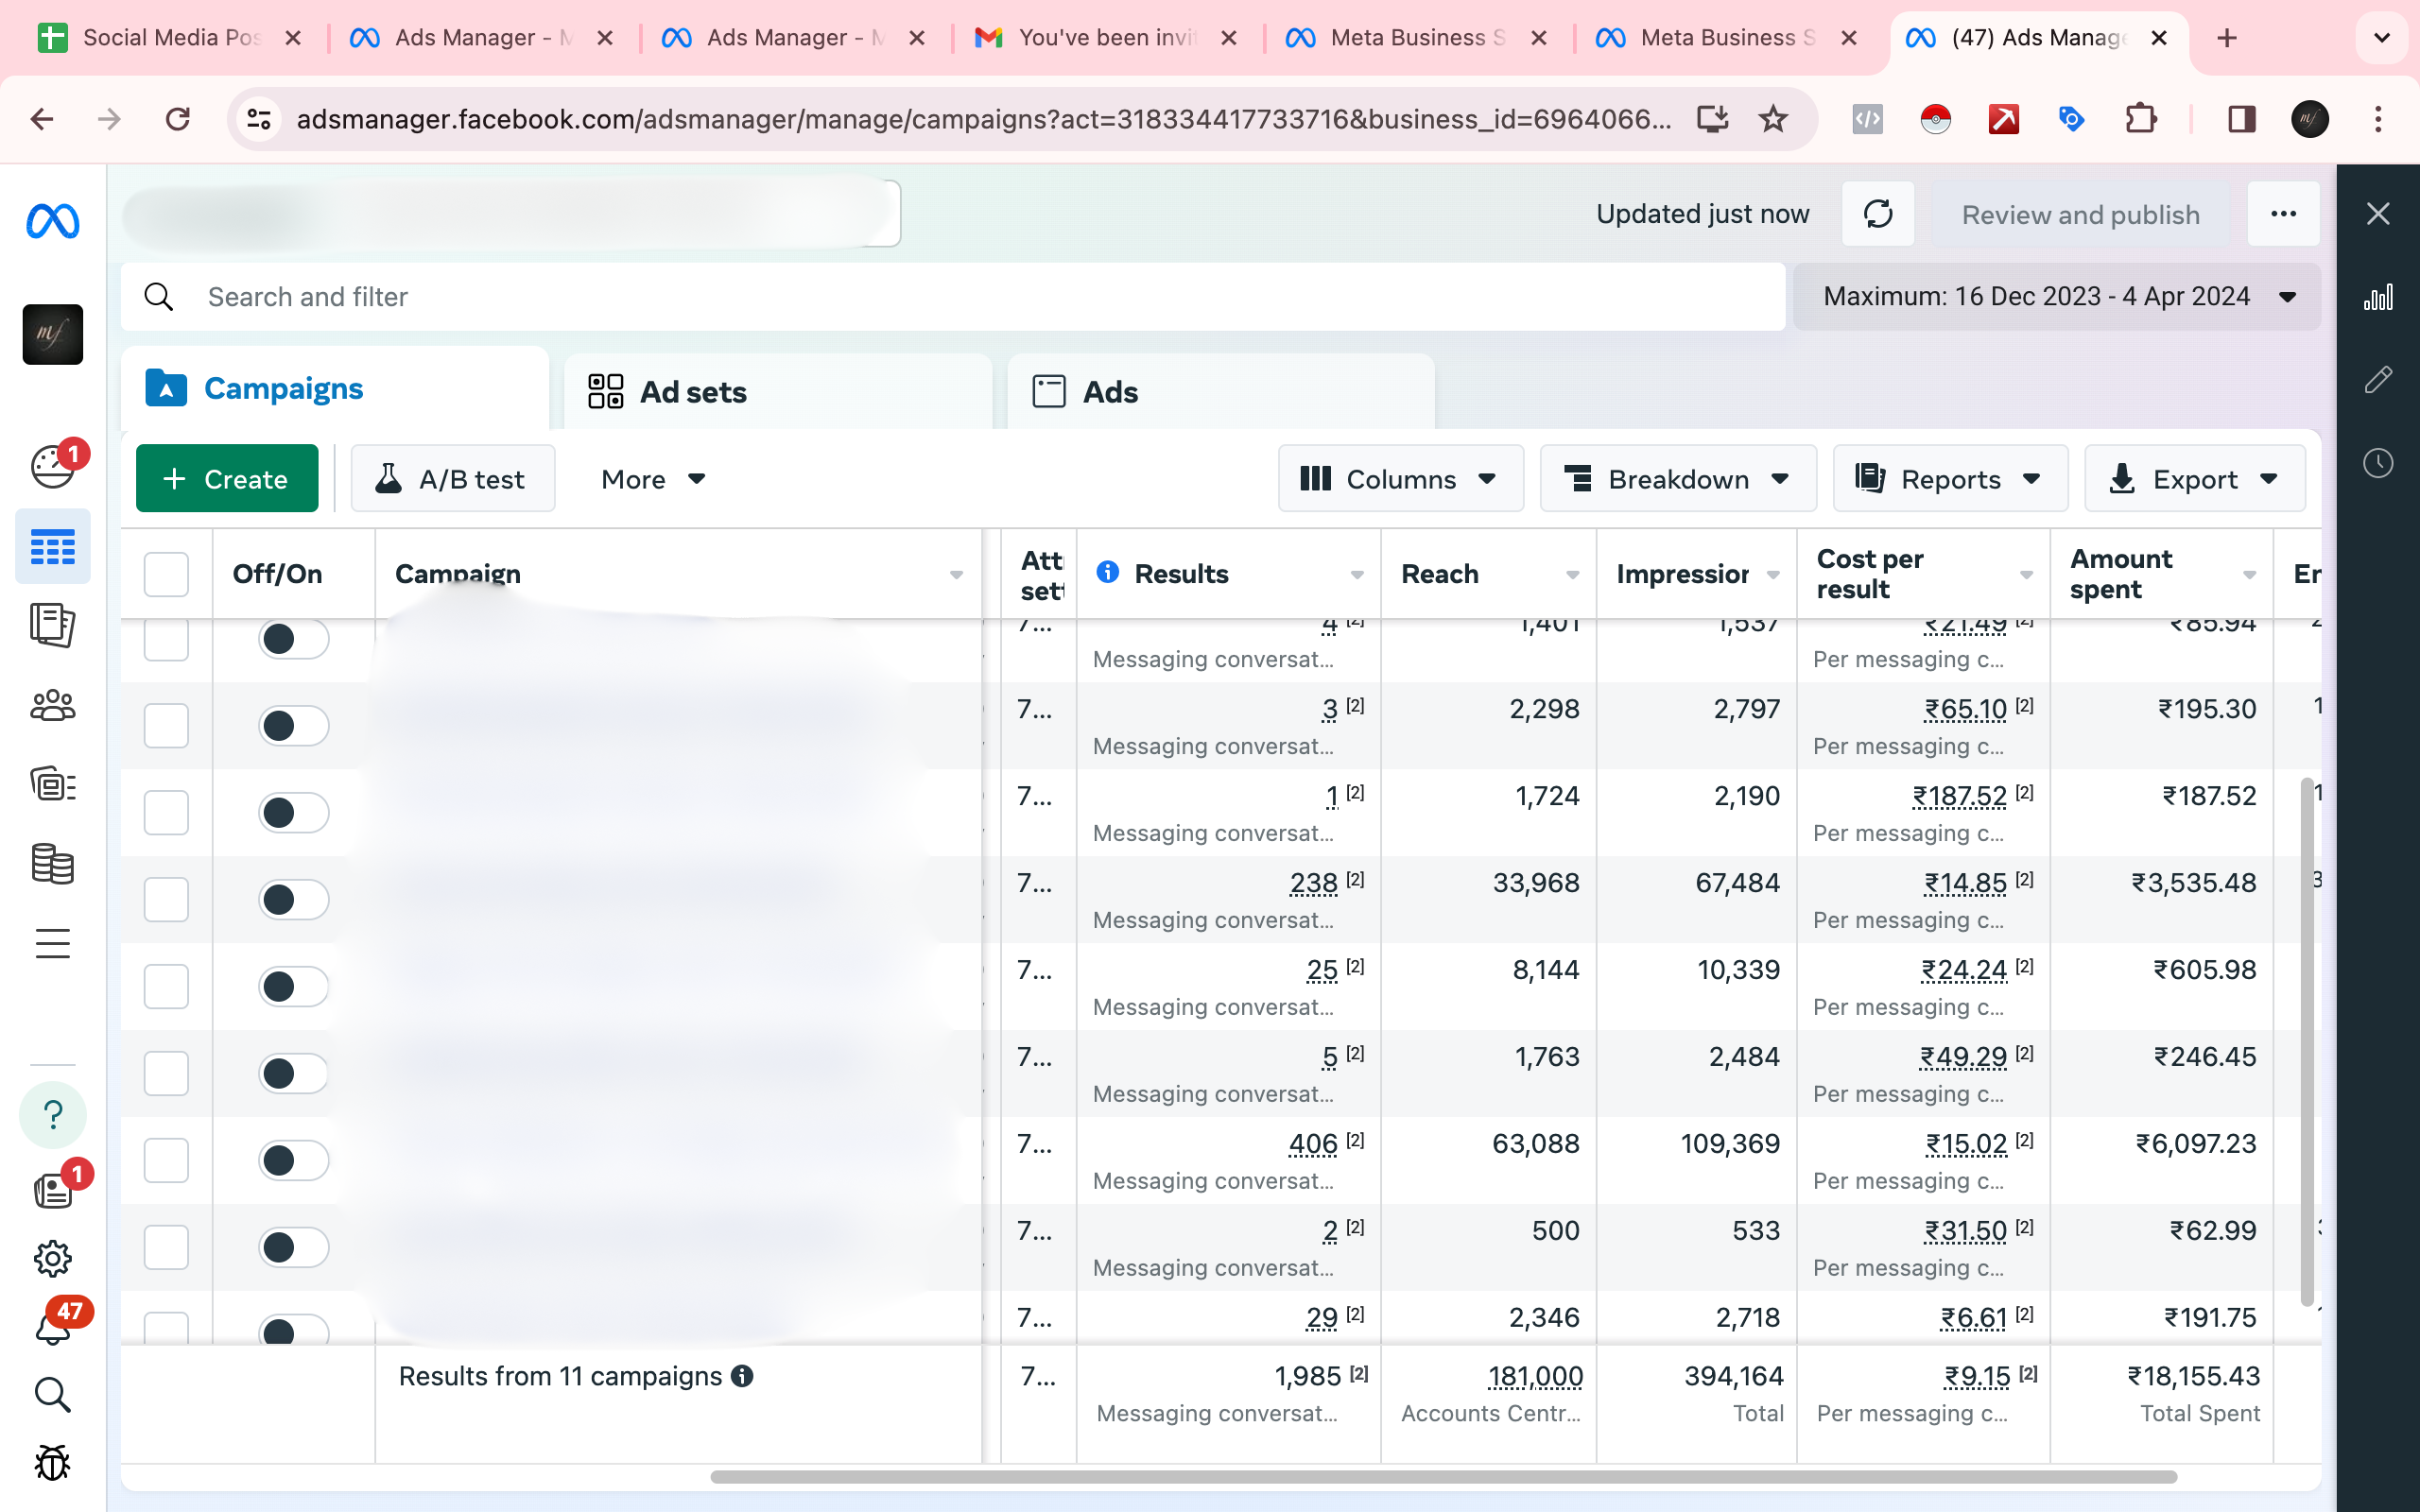 Social Media Pos
Ads Manager - M
Ads Manager - M
You've been invi
Meta Business S
Meta Business S
(47) Ads Manage
adsmanager.facebook.com/adsmanager/manage/campaigns?act=318334417733716&business_id=6964066...
Updated just now
Review and publish
Search and filter
Maximum: 16 Dec 2023 - 4 Apr 2024
mf
Campaigns
Ad sets
Ads
1
+ Create
A/B test
More
Columns
Breakdown
Reports
Export
Off/On
Campaign
Att
set
Results
Reach
Impression
Cost per
result
Amount
spent
En
7... 4 [2] 1,401 1,537 ₹21.49 [2] ₹85.94
Messaging conversat... Per messaging c...
7... 3 [2] 2,298 2,797 ₹65.10 [2] ₹195.30
Messaging conversat... Per messaging c...
7... 1 [2] 1,724 2,190 ₹187.52 [2] ₹187.52
Messaging conversat... Per messaging c...
7... 238 [2] 33,968 67,484 ₹14.85 [2] ₹3,535.48
Messaging conversat... Per messaging c...
7... 25 [2] 8,144 10,339 ₹24.24 [2] ₹605.98
Messaging conversat... Per messaging c...
7... 5 [2] 1,763 2,484 ₹49.29 [2] ₹246.45
Messaging conversat... Per messaging c...
7... 406 [2] 63,088 109,369 ₹15.02 [2] ₹6,097.23
Messaging conversat... Per messaging c...
7... 2 [2] 500 533 ₹31.50 [2] ₹62.99
Messaging conversat... Per messaging c...
7... 29 [2] 2,346 2,718 ₹6.61 [2] ₹191.75
Results from 11 campaigns 7... 1,985 [2] 181,000 394,164 ₹9.15 [2] ₹18,155.43
Messaging conversat... Accounts Centr... Total Per messaging c... Total Spent
?
1
47